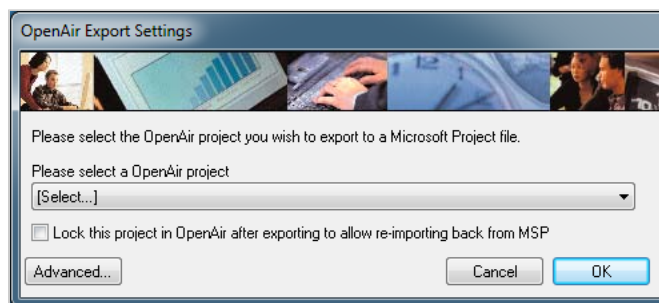 OpenAir Export Settings
Please select the OpenAir project you wish to export to a Microsoft Project file.
Please select a OpenAir project
[Select...]
Lock this project in OpenAir after exporting to allow re-importing back from MSP
Advanced...
Cancel
OK